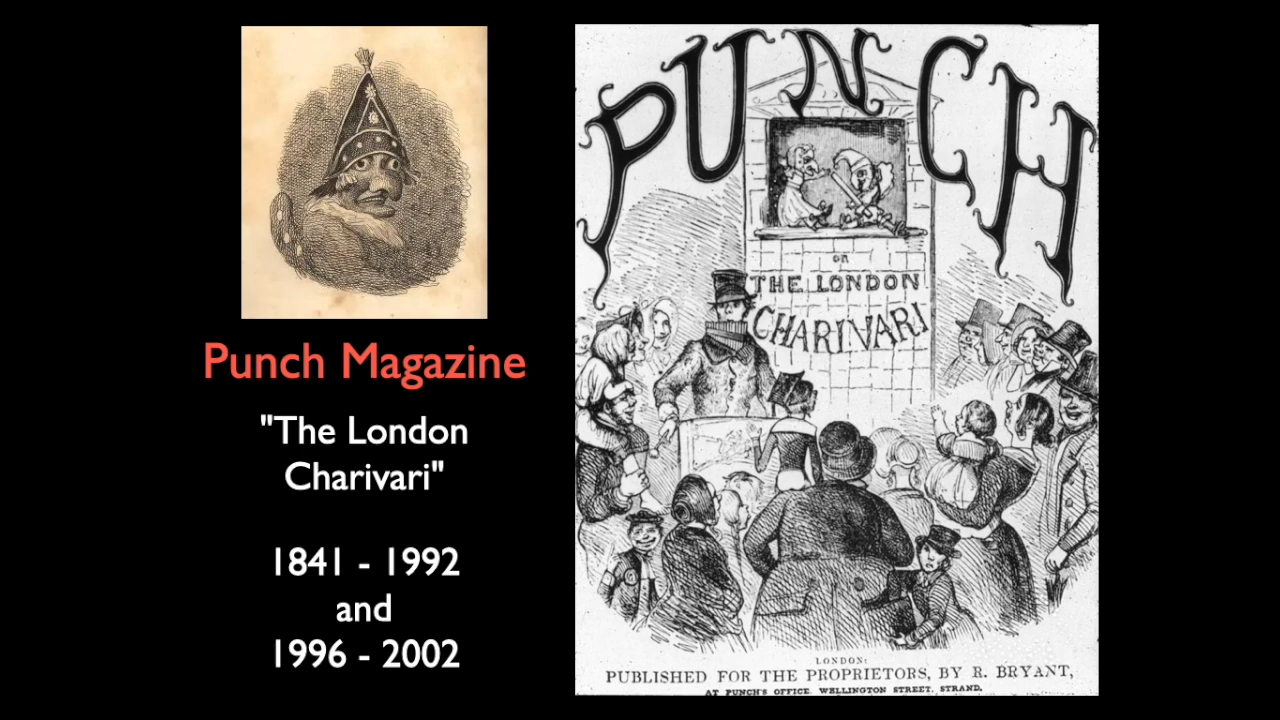 Punch Magazine
"The London
Charivari"
1841 - 1992
and
1996 - 2002
PUNCH
OR
THE LONDON
CHARIVARI
LONDON:
PUBLISHED FOR THE PROPRIETORS, BY R. BRYANT,
AT PUNCH'S OFFICE, WELLINGTON STREET, STRAND.